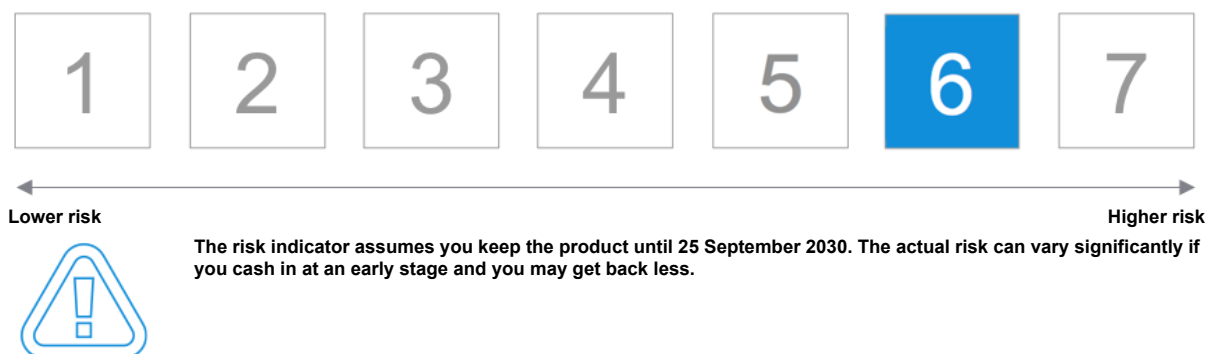 1 2 3 4 5 6 7
Lower risk Higher risk
The risk indicator assumes you keep the product until 25 September 2030. The actual risk can vary significantly if
you cash in at an early stage and you may get back less.